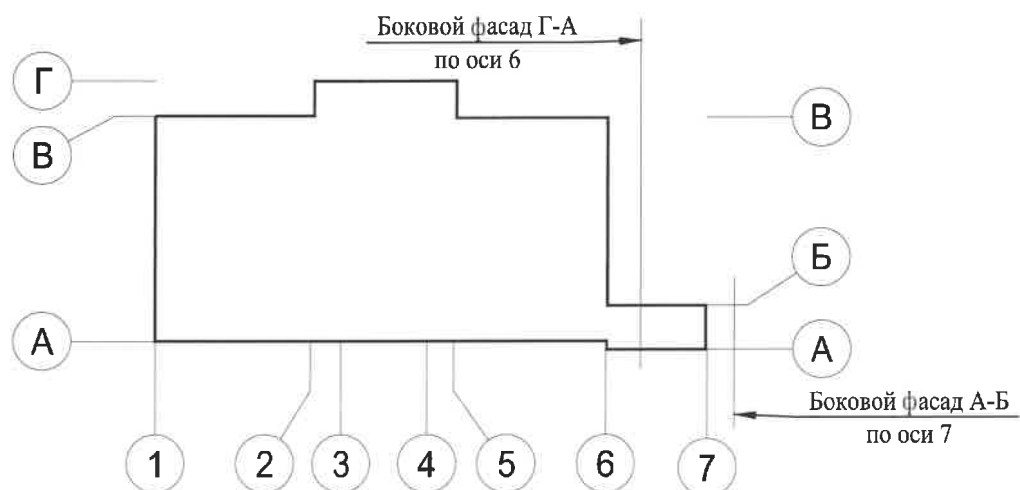 Боковой фасад Г-А
по оси 6
Г
В
В
Б
А
А
Боковой фасад А-Б
по оси 7
1
2
3
4
5
6
7